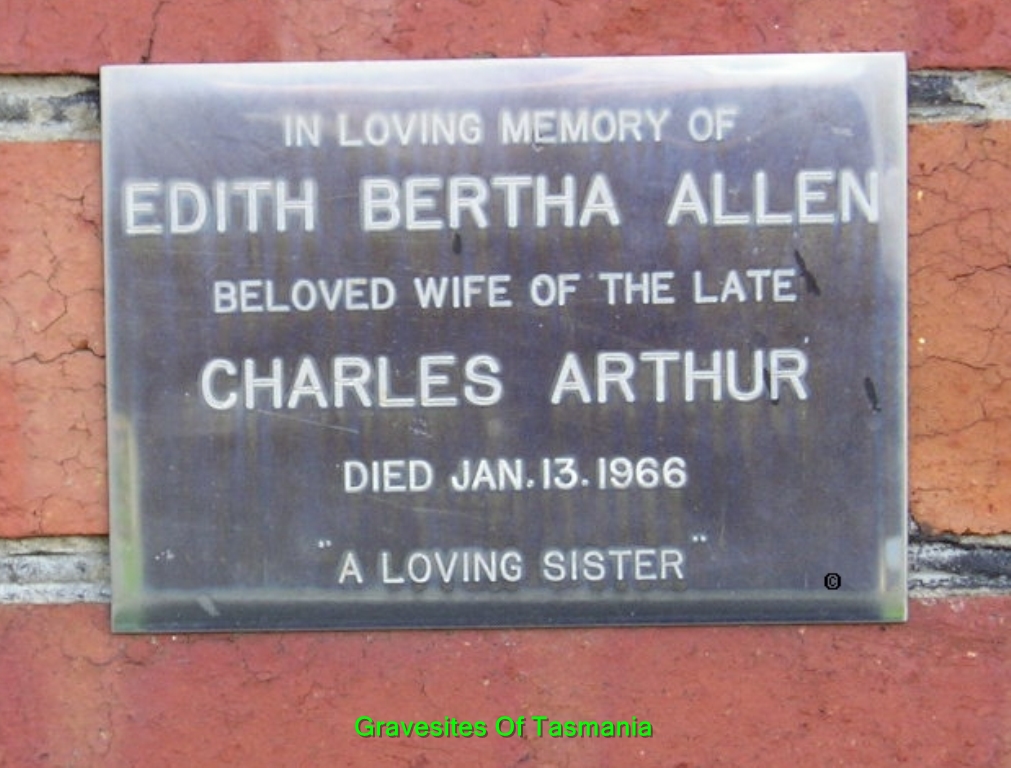 IN LOVING MEMORY OF
EDITH BERTHA ALLEN
BELOVED WIFE OF THE LATE
CHARLES ARTHUR
DIED JAN.13.1966
"A LOVING SISTER"
©
Gravesites Of Tasmania